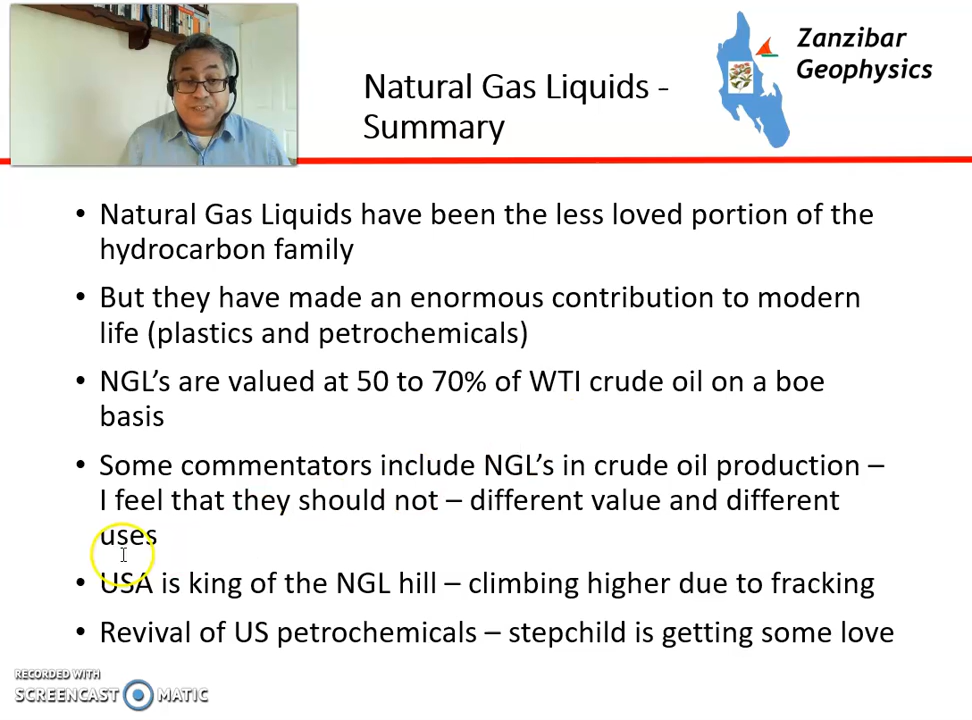 Zanzibar
Geophysics
Natural Gas Liquids -
Summary
• Natural Gas Liquids have been the less loved portion of the
hydrocarbon family
• But they have made an enormous contribution to modern
life (plastics and petrochemicals)
• NGL's are valued at 50 to 70% of WTI crude oil on a boe
basis
• Some commentators include NGL's in crude oil production –
I feel that they should not – different value and different
uses
• USA is king of the NGL hill – climbing higher due to fracking
• Revival of US petrochemicals – stepchild is getting some love
RECORDED WITH
SCREENCAST MATIC